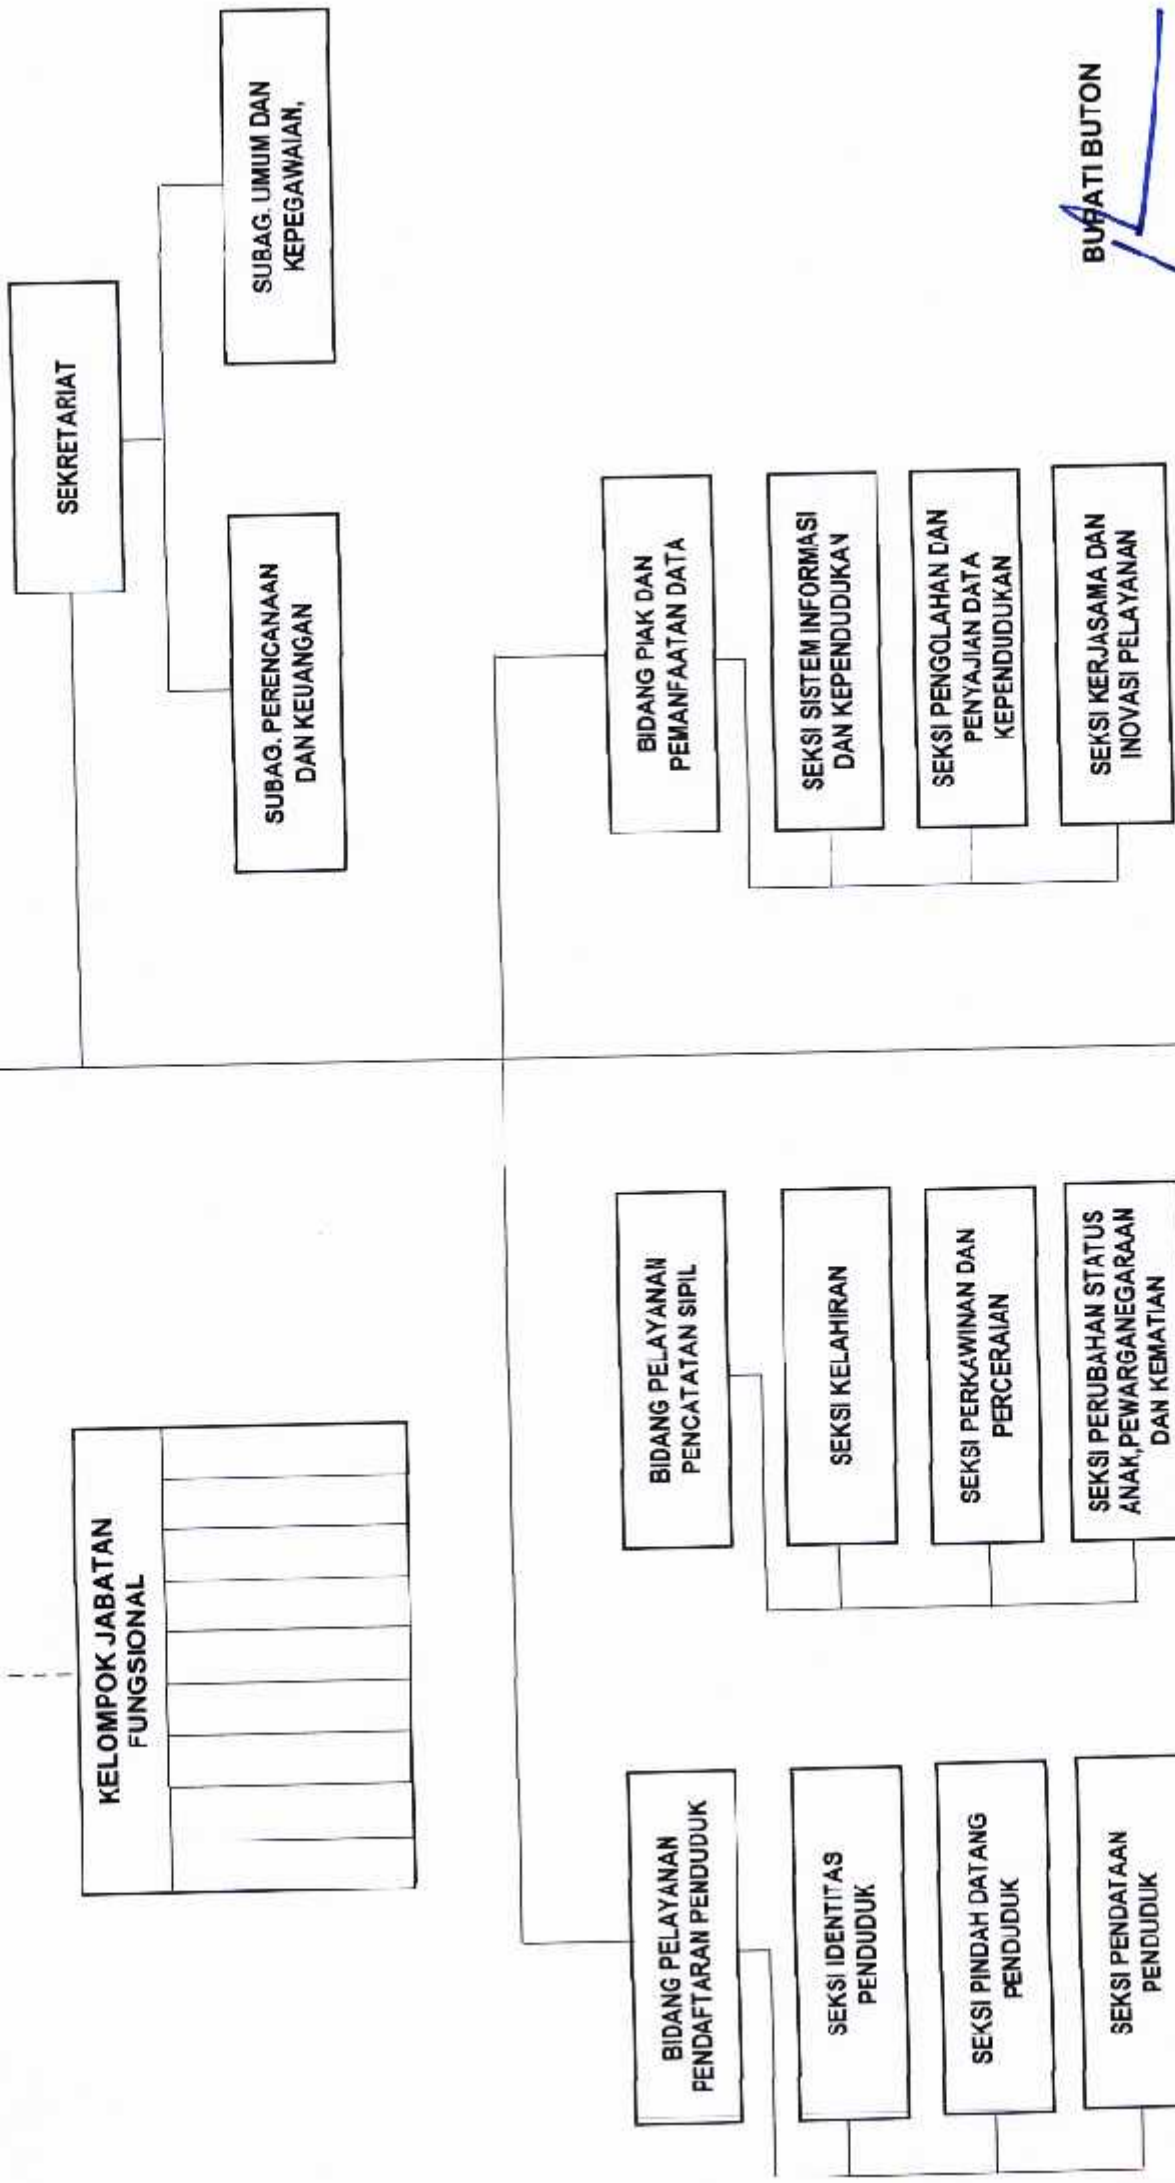 SEKRETARIAT
SUBAG. PERENCANAAN
DAN KEUANGAN
SUBAG. UMUM DAN
KEPEGAWAIAN,
KELOMPOK JABATAN
FUNGSIONAL
BIDANG PELAYANAN
PENDAFTARAN PENDUDUK
SEKSI IDENTITAS
PENDUDUK
SEKSI PINDAH DATANG
PENDUDUK
SEKSI PENDATAAN
PENDUDUK
BIDANG PELAYANAN
PENCATATAN SIPIL
SEKSI KELAHIRAN
SEKSI PERKAWINAN DAN
PERCERAIAN
SEKSI PERUBAHAN STATUS
ANAK,PEWARGANEGARAAN
DAN KEMATIAN
BIDANG PIAK DAN
PEMANFAATAN DATA
SEKSI SISTEM INFORMASI
DAN KEPENDUDUKAN
SEKSI PENGOLAHAN DAN
PENYAJIAN DATA
KEPENDUDUKAN
SEKSI KERJASAMA DAN
INOVASI PELAYANAN
BUPATI BUTON